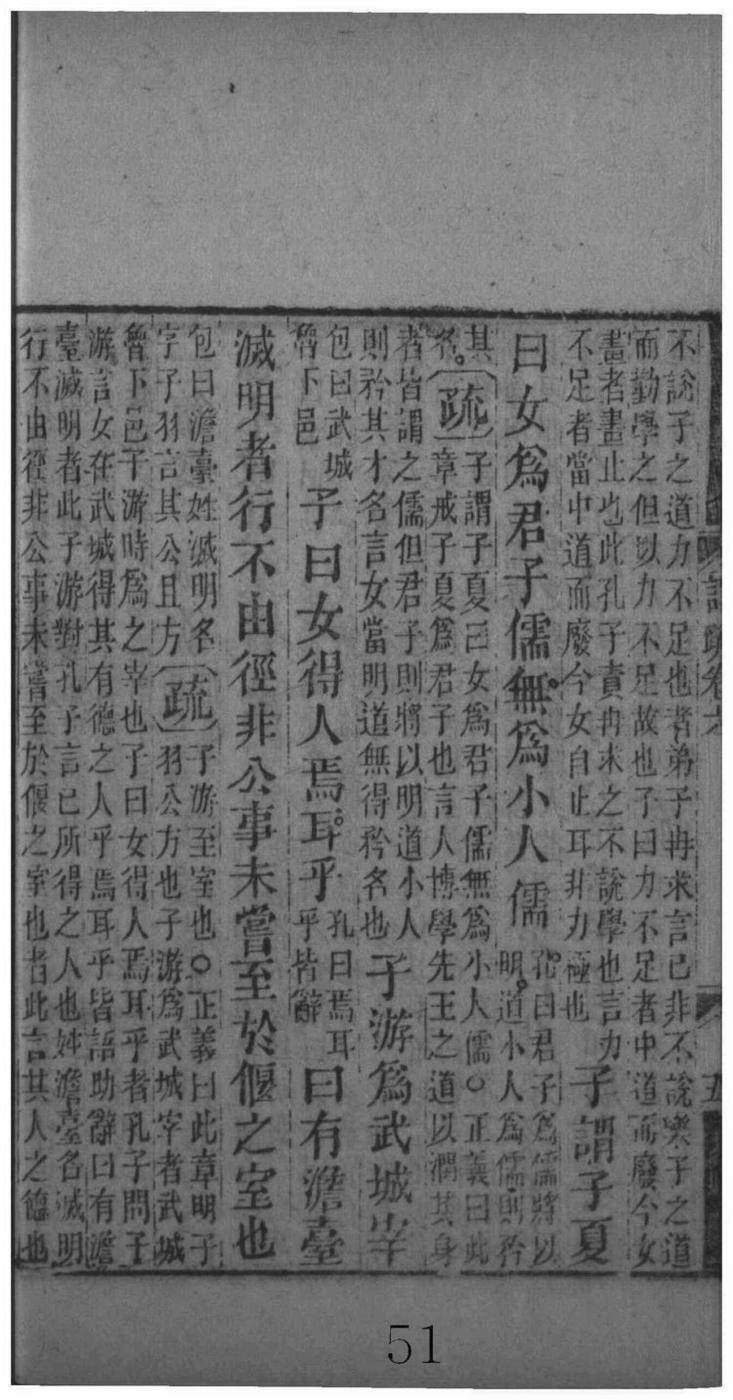 語疏卷六
五
不說子之道力不足也者弟子冉求言己非不說樂子之道
而勤學之但以力不足故也子曰力不足者中道而廢今女
畫者畫止也此孔子責冉求之不說學也言力
不足者當中道而廢今女自止耳非力極也
子謂子夏
曰女爲君子儒無爲小人儒
孔曰君子爲儒將以
明道小人爲儒則矜
其
名
疏
子謂子夏曰女爲君子儒無爲小人儒○正義曰此
章戒子夏爲君子也言人博學先王之道以潤其身
者皆謂之儒但君子則將以明道小人
則矜其才名言女當明道無得矜名也
子游爲武城宰
包曰武城
魯下邑
子曰女得人焉耳乎
孔曰焉耳
乎皆辭
曰有澹臺
滅明者行不由徑非公事未嘗至於偃之室也
包曰澹臺姓滅明名
字子羽言其公且方
疏
子游至室也○正義曰此章明子
羽公方也子游爲武城宰者武城
魯下邑子游時爲之宰也子曰女得人焉耳乎者孔子問子
游言女在武城得其有德之人乎焉耳乎皆語助辭曰有澹
臺滅明者此子游對孔子言己所得之人也姓澹臺名滅明
行不由徑非公事未嘗至於偃之室也者此言其人之德也
51